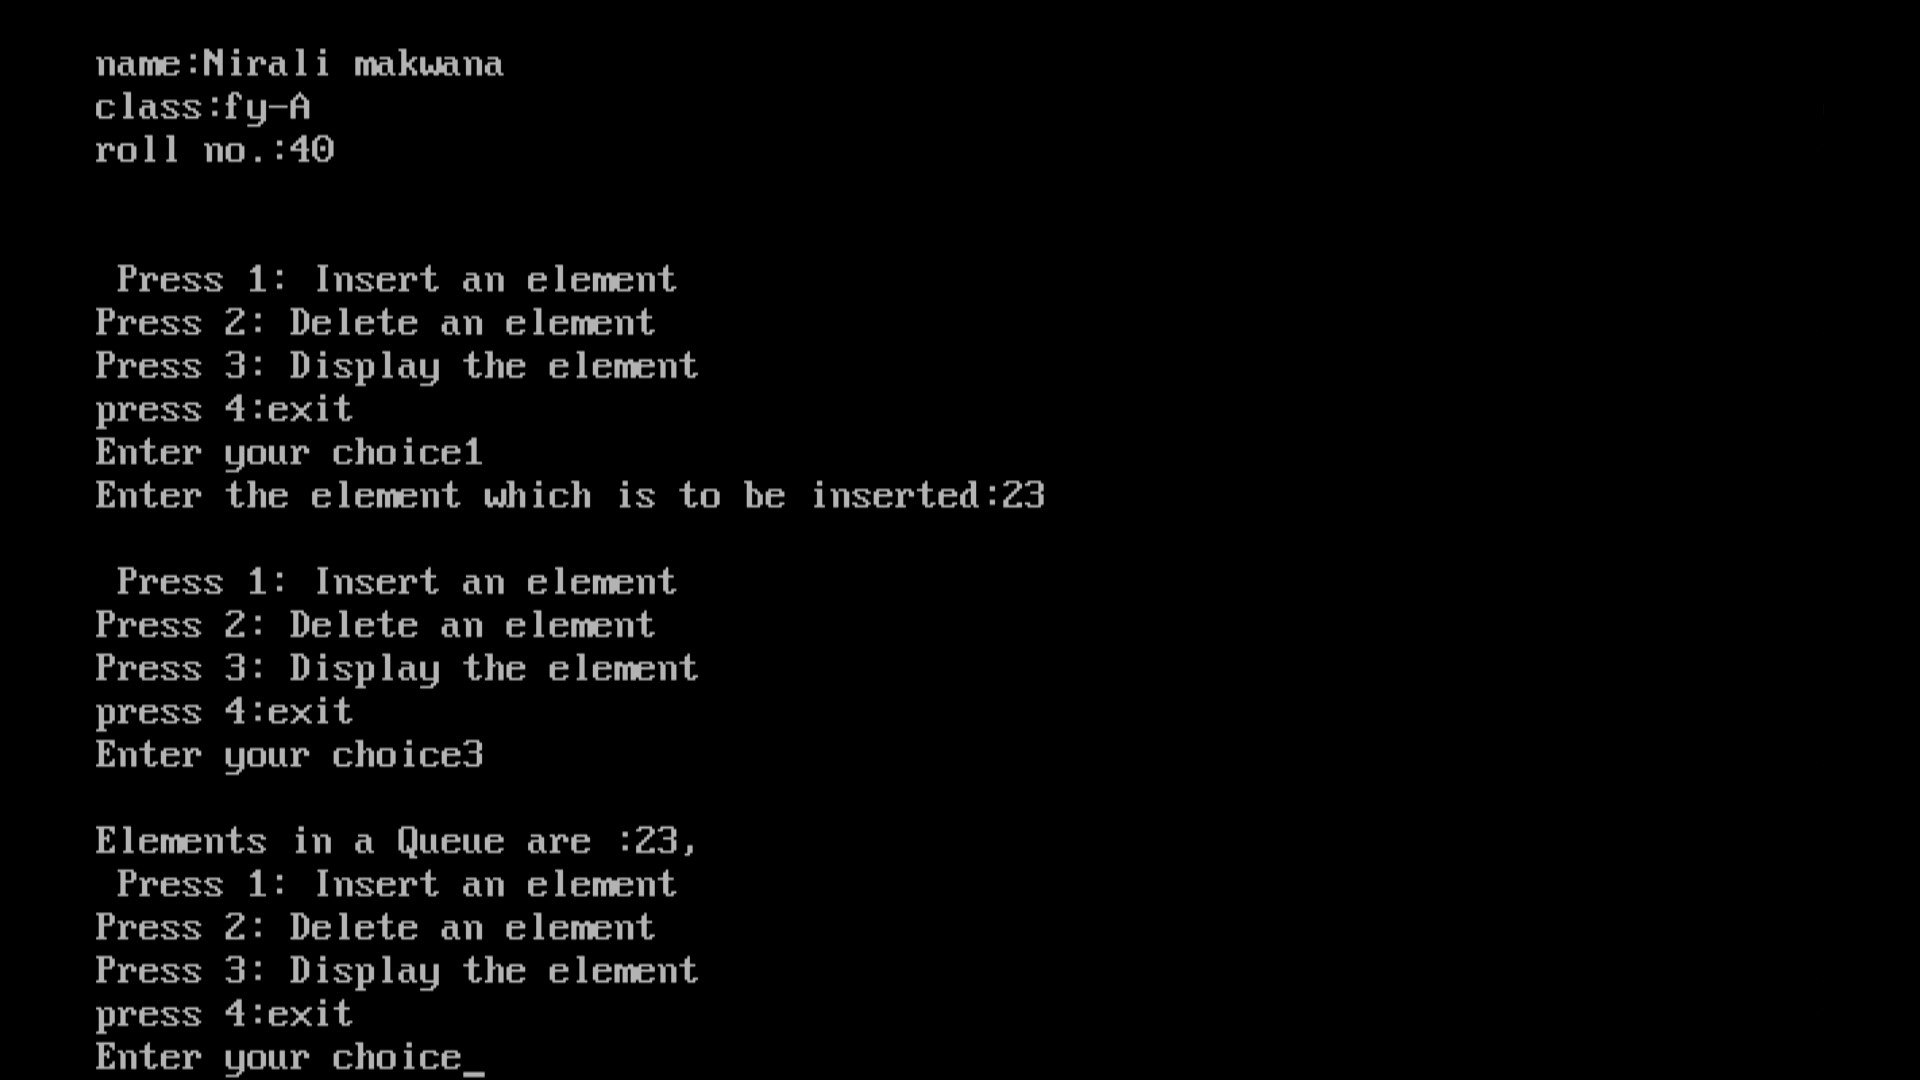 name:Nirali makwana
class:fy-A
roll no.:40
Press 1: Insert an element
Press 2: Delete an element
Press 3: Display the element
press 4:exit
Enter your choice1
Enter the element which is to be inserted:23
Press 1: Insert an element
Press 2: Delete an element
Press 3: Display the element
press 4:exit
Enter your choice3
Elements in a Queue are :23,
Press 1: Insert an element
Press 2: Delete an element
Press 3: Display the element
press 4:exit
Enter your choice_